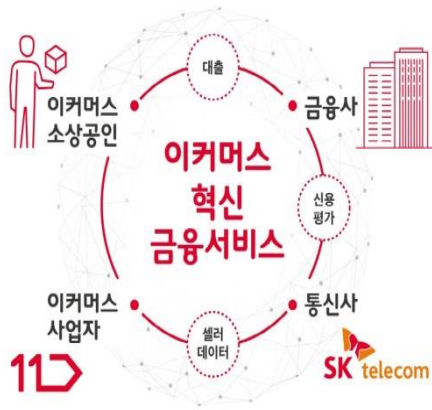 대출
이커머스
소상공인
금융사
이커머스
혁신
금융서비스
신용
평가
이커머스
사업자
통신사
셀러
데이터
11
SK telecom